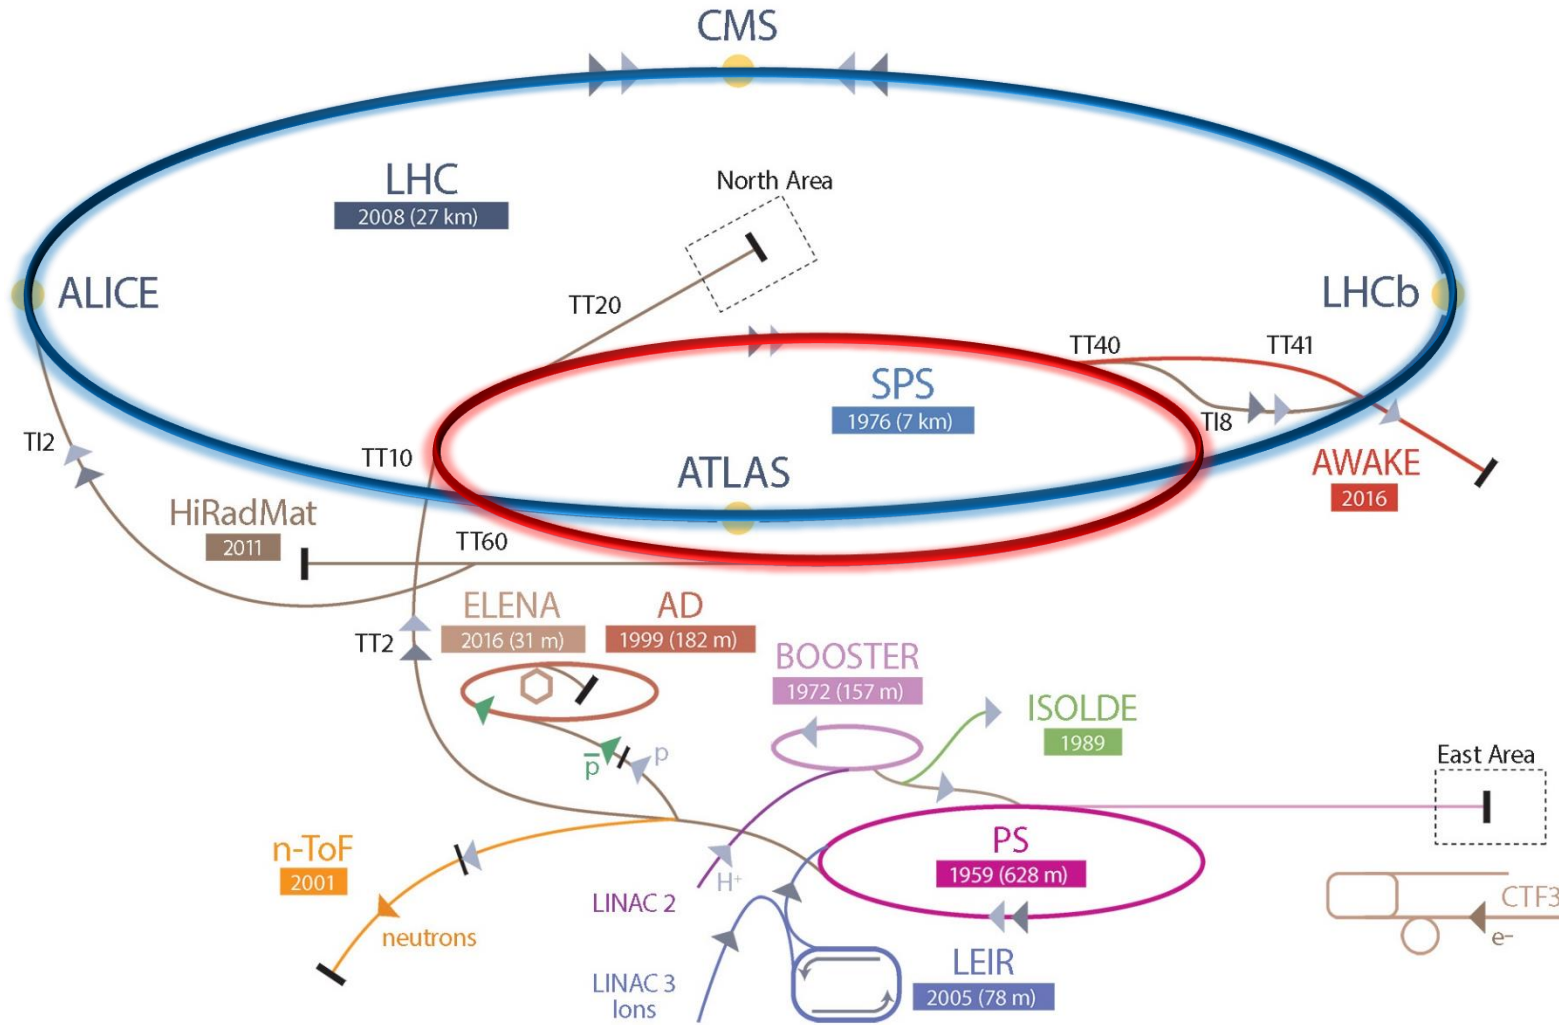 CMS
LHC
2008 (27 km)
North Area
ALICE
TT20
LHCb
TT40
TT41
SPS
1976 (7 km)
TI8
TI2
TT10
ATLAS
AWAKE
2016
HiRadMat
2011
TT60
ELENA
2016 (31 m)
AD
1999 (182 m)
TT2
BOOSTER
1972 (157 m)
ISOLDE
1989
p
p̅
East Area
n-ToF
2001
PS
1959 (628 m)
H⁺
LINAC 2
CTF3
neutrons
e⁻
LEIR
2005 (78 m)
LINAC 3
Ions